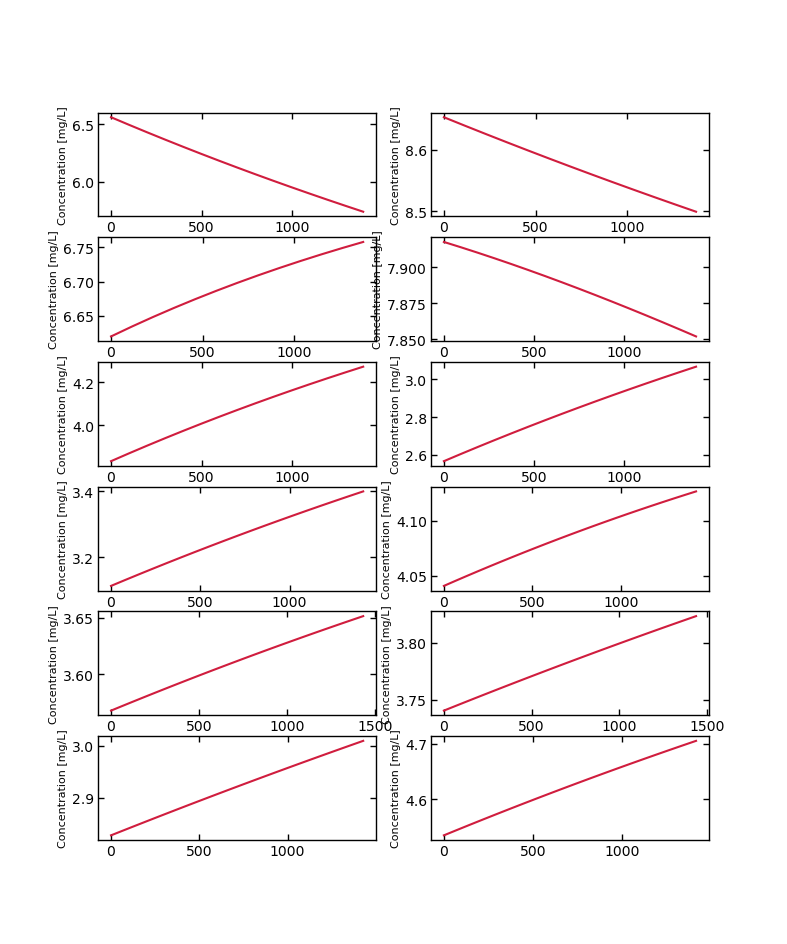 Concentration [mg/L]
6.5
6.0
0 500 1000
Concentration [mg/L]
8.6
8.5
0 500 1000
Concentration [mg/L]
6.75
6.70
6.65
0 500 1000
Concentration [mg/L]
7.900
7.875
7.850
0 500 1000
Concentration [mg/L]
4.2
4.0
0 500 1000
Concentration [mg/L]
3.0
2.8
2.6
0 500 1000
Concentration [mg/L]
3.4
3.2
0 500 1000
Concentration [mg/L]
4.10
4.05
0 500 1000
Concentration [mg/L]
3.65
3.60
0 500 1000 1500
Concentration [mg/L]
3.80
3.75
0 500 1000 1500
Concentration [mg/L]
3.0
2.9
0 500 1000
Concentration [mg/L]
4.7
4.6
0 500 1000